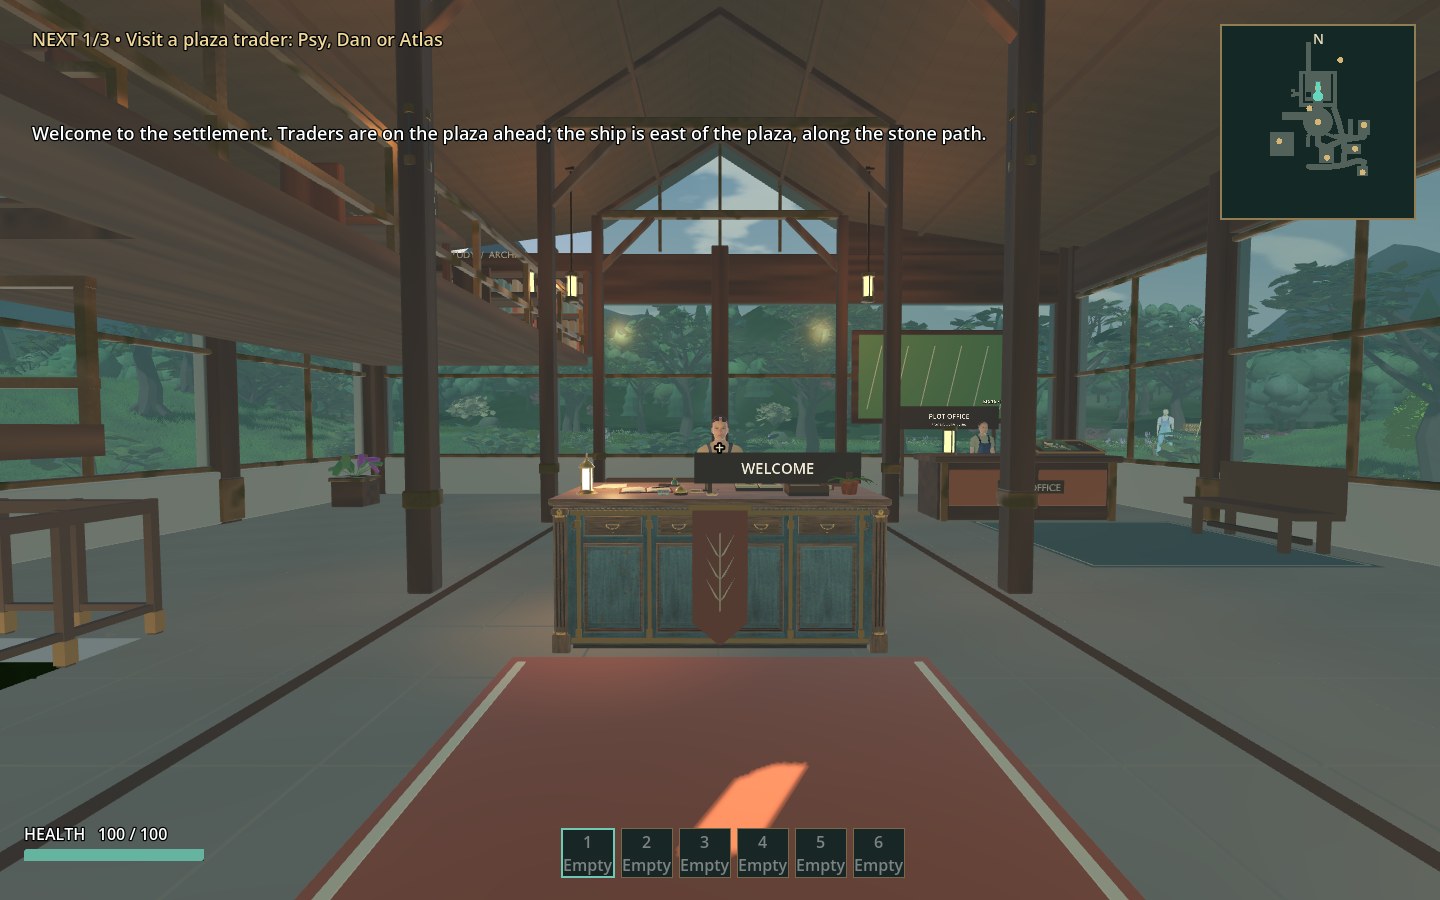 NEXT 1/3 • Visit a plaza trader: Psy, Dan or Atlas
N
Welcome to the settlement. Traders are on the plaza ahead; the ship is east of the plaza, along the stone path.
ARCH
PLOT OFFICE
WELCOME
OFFICE
HEALTH 100 / 100
1 2 3 4 5 6
Empty Empty Empty Empty Empty Empty